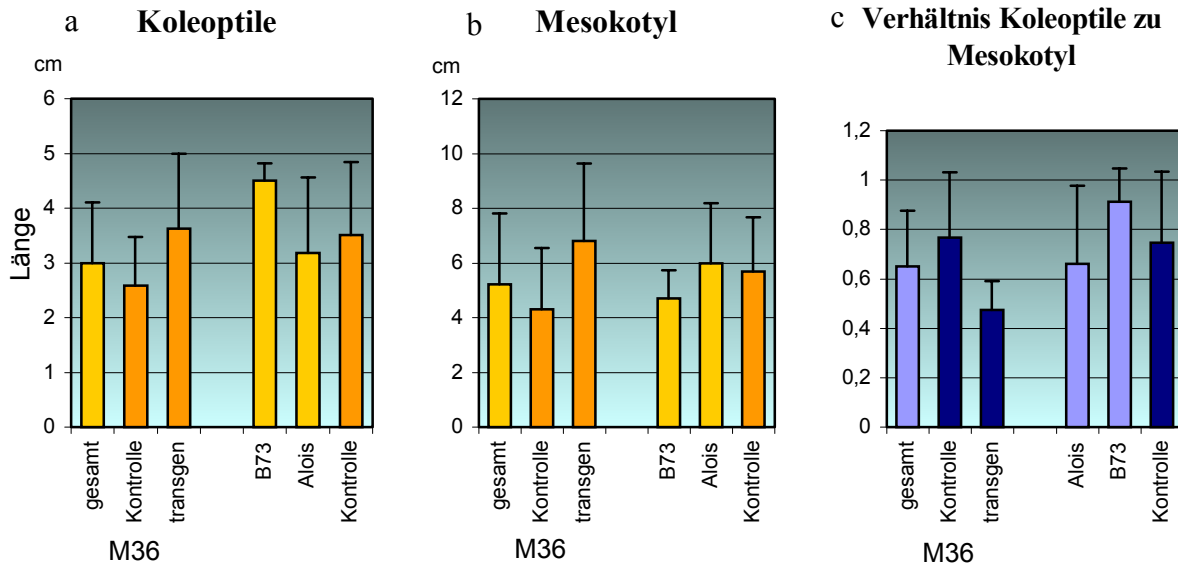 a Koleoptile
cm
Länge
6
5
4
3
2
1
0
gesamt
Kontrolle
transgen
B73
Alois
Kontrolle
M36
b Mesokotyl
cm
12
10
8
6
4
2
0
gesamt
Kontrolle
transgen
B73
Alois
Kontrolle
M36
c Verhältnis Koleoptile zu
Mesokotyl
1,2
1
0,8
0,6
0,4
0,2
0
gesamt
Kontrolle
transgen
Alois
B73
Kontrolle
M36